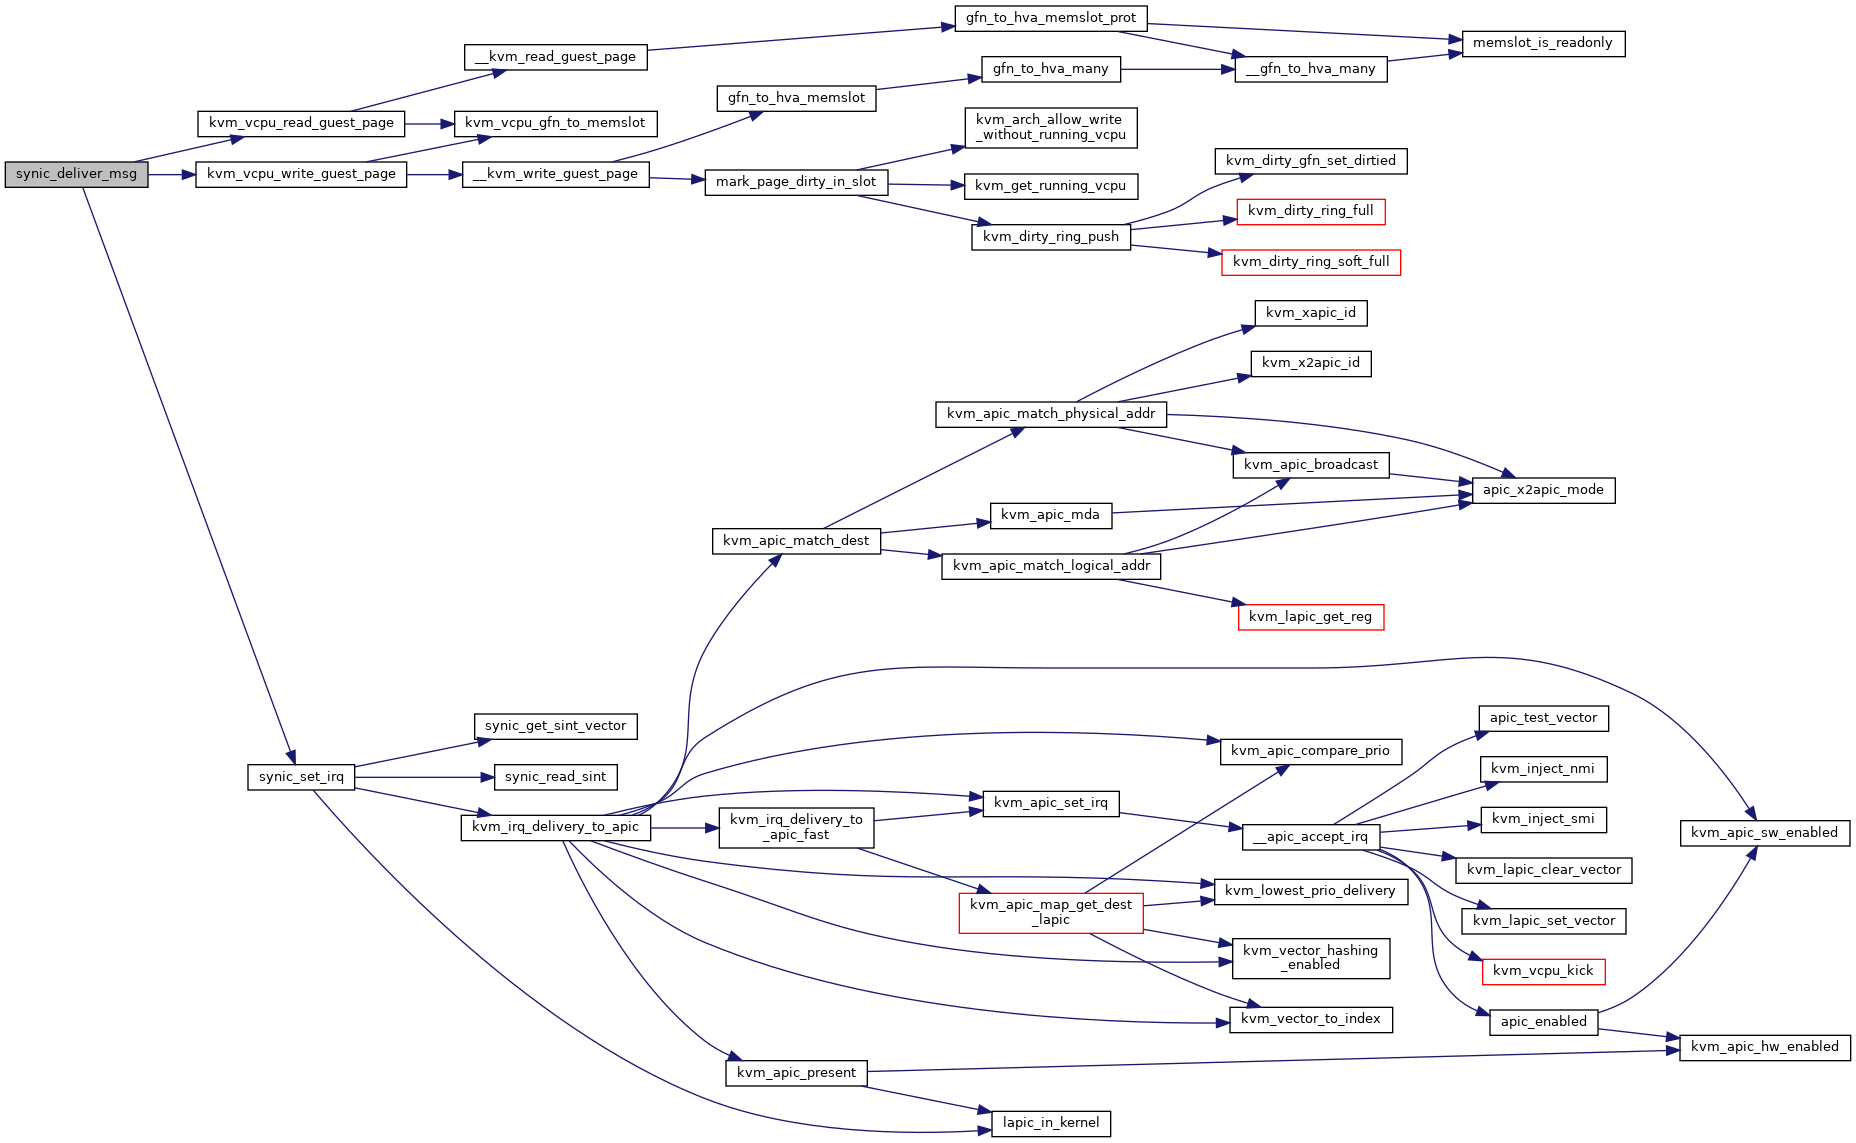 gfn_to_hva_memslot_prot
memslot_is_readonly
__kvm_read_guest_page
gfn_to_hva_many
__gfn_to_hva_many
gfn_to_hva_memslot
kvm_vcpu_read_guest_page
kvm_vcpu_gfn_to_memslot
kvm_arch_allow_write
_without_running_vcpu
kvm_dirty_gfn_set_dirtied
synic_deliver_msg
kvm_vcpu_write_guest_page
__kvm_write_guest_page
mark_page_dirty_in_slot
kvm_get_running_vcpu
kvm_dirty_ring_full
kvm_dirty_ring_push
kvm_dirty_ring_soft_full
kvm_xapic_id
kvm_x2apic_id
kvm_apic_match_physical_addr
kvm_apic_broadcast
apic_x2apic_mode
kvm_apic_mda
kvm_apic_match_dest
kvm_apic_match_logical_addr
kvm_lapic_get_reg
apic_test_vector
synic_get_sint_vector
kvm_apic_compare_prio
kvm_inject_nmi
synic_set_irq
synic_read_sint
kvm_apic_set_irq
kvm_inject_smi
kvm_irq_delivery_to_apic
kvm_irq_delivery_to
_apic_fast
__apic_accept_irq
kvm_apic_sw_enabled
kvm_lapic_clear_vector
kvm_lowest_prio_delivery
kvm_apic_map_get_dest
_lapic
kvm_lapic_set_vector
kvm_vector_hashing
_enabled
kvm_vcpu_kick
kvm_vector_to_index
apic_enabled
kvm_apic_hw_enabled
kvm_apic_present
lapic_in_kernel